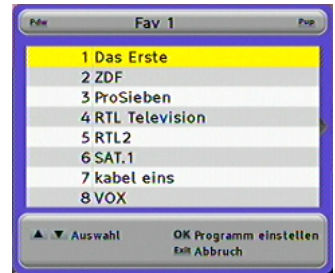 Pdw Fav 1 Pup
1 Das Erste
2 ZDF
3 ProSieben
4 RTL Television
5 RTL2
6 SAT.1
7 kabel eins
8 VOX
▲ ▼ Auswahl OK Programm einstellen
Exit Abbruch